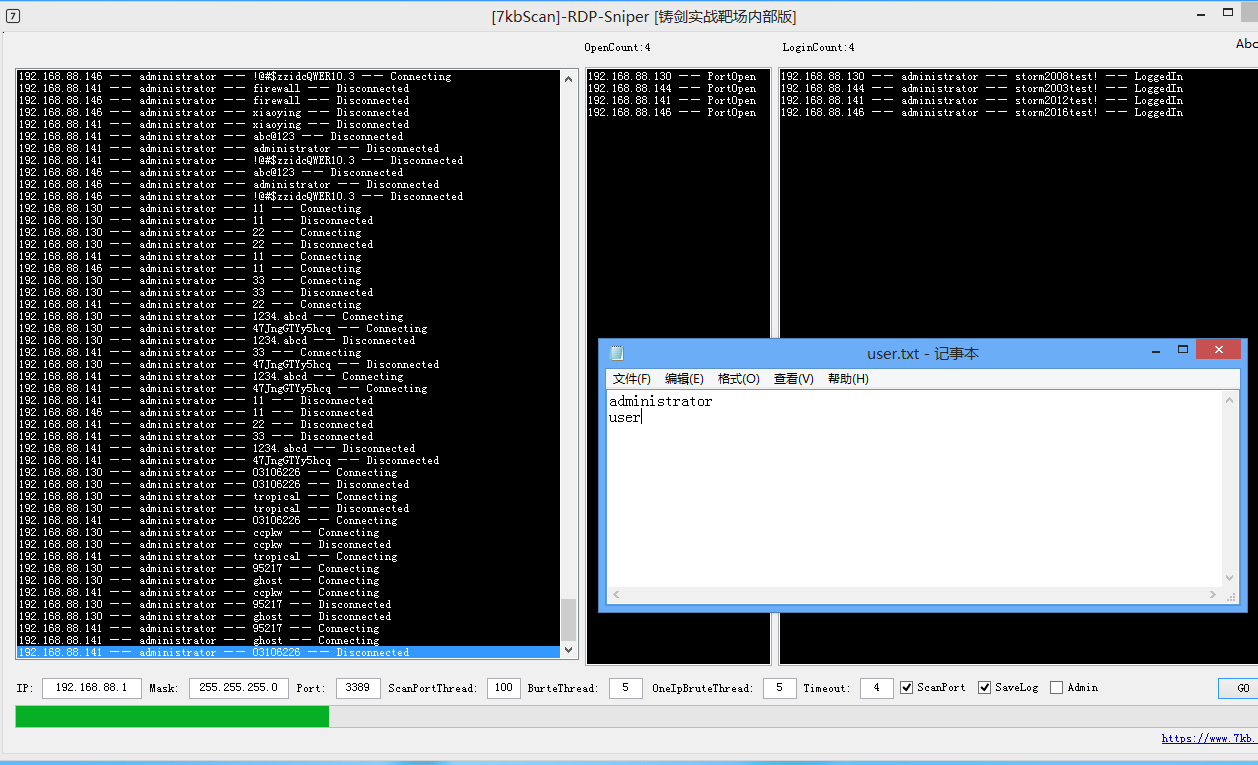 7
[7kbScan]-RDP-Sniper [铸剑实战靶场内部版]
OpenCount:4
LoginCount:4
Abo
192.168.88.146 —— administrator —— !@#$zzidcQWER10.3 —— Connecting
192.168.88.141 —— administrator —— firewall —— Disconnected
192.168.88.146 —— administrator —— firewall —— Disconnected
192.168.88.146 —— administrator —— xiaoying —— Disconnected
192.168.88.141 —— administrator —— xiaoying —— Disconnected
192.168.88.141 —— administrator —— abc@123 —— Disconnected
192.168.88.141 —— administrator —— administrator —— Disconnected
192.168.88.141 —— administrator —— !@#$zzidcQWER10.3 —— Disconnected
192.168.88.146 —— administrator —— abc@123 —— Disconnected
192.168.88.146 —— administrator —— administrator —— Disconnected
192.168.88.146 —— administrator —— !@#$zzidcQWER10.3 —— Disconnected
192.168.88.130 —— administrator —— 11 —— Connecting
192.168.88.130 —— administrator —— 11 —— Disconnected
192.168.88.130 —— administrator —— 22 —— Connecting
192.168.88.130 —— administrator —— 22 —— Disconnected
192.168.88.141 —— administrator —— 11 —— Connecting
192.168.88.146 —— administrator —— 11 —— Connecting
192.168.88.130 —— administrator —— 33 —— Connecting
192.168.88.130 —— administrator —— 33 —— Disconnected
192.168.88.141 —— administrator —— 22 —— Connecting
192.168.88.130 —— administrator —— 1234.abcd —— Connecting
192.168.88.130 —— administrator —— 47JngGTYy5hcq —— Connecting
192.168.88.130 —— administrator —— 1234.abcd —— Disconnected
192.168.88.141 —— administrator —— 33 —— Connecting
192.168.88.130 —— administrator —— 47JngGTYy5hcq —— Disconnected
192.168.88.141 —— administrator —— 1234.abcd —— Connecting
192.168.88.141 —— administrator —— 47JngGTYy5hcq —— Connecting
192.168.88.141 —— administrator —— 11 —— Disconnected
192.168.88.146 —— administrator —— 11 —— Disconnected
192.168.88.141 —— administrator —— 22 —— Disconnected
192.168.88.141 —— administrator —— 33 —— Disconnected
192.168.88.141 —— administrator —— 1234.abcd —— Disconnected
192.168.88.141 —— administrator —— 47JngGTYy5hcq —— Disconnected
192.168.88.130 —— administrator —— 03106226 —— Connecting
192.168.88.130 —— administrator —— 03106226 —— Disconnected
192.168.88.130 —— administrator —— tropical —— Connecting
192.168.88.130 —— administrator —— tropical —— Disconnected
192.168.88.141 —— administrator —— 03106226 —— Connecting
192.168.88.130 —— administrator —— ccpkw —— Connecting
192.168.88.130 —— administrator —— ccpkw —— Disconnected
192.168.88.141 —— administrator —— tropical —— Connecting
192.168.88.130 —— administrator —— 95217 —— Connecting
192.168.88.130 —— administrator —— ghost —— Connecting
192.168.88.141 —— administrator —— ccpkw —— Connecting
192.168.88.130 —— administrator —— 95217 —— Disconnected
192.168.88.130 —— administrator —— ghost —— Disconnected
192.168.88.141 —— administrator —— 95217 —— Connecting
192.168.88.141 —— administrator —— ghost —— Connecting
192.168.88.141 —— administrator —— 03106226 —— Disconnected
192.168.88.130 —— PortOpen
192.168.88.144 —— PortOpen
192.168.88.141 —— PortOpen
192.168.88.146 —— PortOpen
192.168.88.130 —— administrator —— storm2008test! —— LoggedIn
192.168.88.144 —— administrator —— storm2003test! —— LoggedIn
192.168.88.141 —— administrator —— storm2012test! —— LoggedIn
192.168.88.146 —— administrator —— storm2016test! —— LoggedIn
user.txt - 记事本
文件(F) 编辑(E) 格式(O) 查看(V) 帮助(H)
administrator
user
IP: 192.168.88.1 Mask: 255.255.255.0 Port: 3389 ScanPortThread: 100 BurteThread: 5 OneIpBruteThread: 5 Timeout: 4 ScanPort SaveLog Admin GO
https://www.7kb.